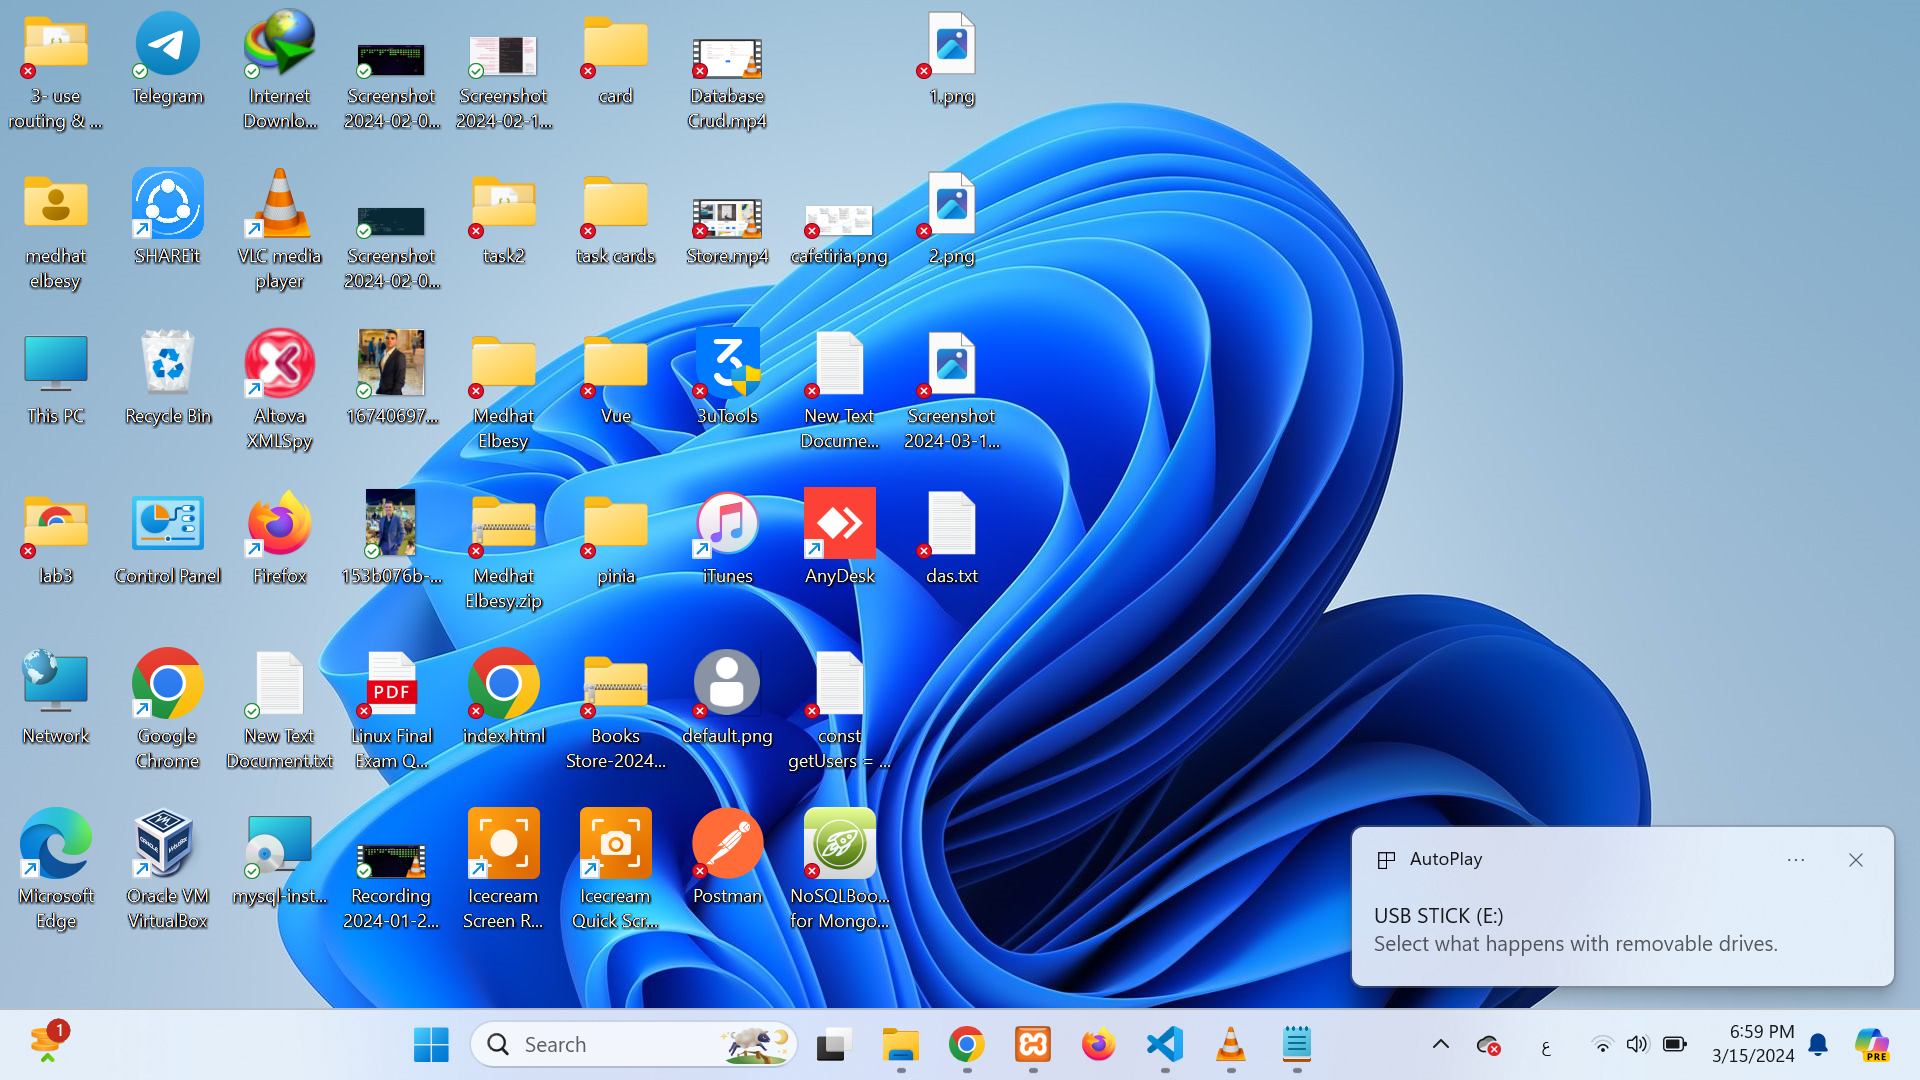 3- use
routing & ...
Telegram
Internet
Downlo...
Screenshot
2024-02-0...
Screenshot
2024-02-1...
card
Database
Crud.mp4
1.png
medhat
elbesy
SHAREit
VLC media
player
Screenshot
2024-02-0...
task2
task cards
Store.mp4
cafetiria.png
2.png
This PC
Recycle Bin
Altova
XMLSpy
16740697...
Medhat
Elbesy
Vue
3uTools
New Text
Docume...
Screenshot
2024-03-1...
lab3
Control Panel
Firefox
153b076b-...
Medhat
Elbesy.zip
pinia
iTunes
AnyDesk
das.txt
Network
Google
Chrome
New Text
Document.txt
PDF
Linux Final
Exam Q...
index.html
Books
Store-2024...
default.png
const
getUsers = ...
Microsoft
Edge
Oracle VM
VirtualBox
mysql-inst...
Recording
2024-01-2...
Icecream
Screen R...
Icecream
Quick Scr...
Postman
NoSQLBoo...
for Mongo...
AutoPlay
USB STICK (E:)
Select what happens with removable drives.
1
Search
ع
6:59 PM
3/15/2024
PRE